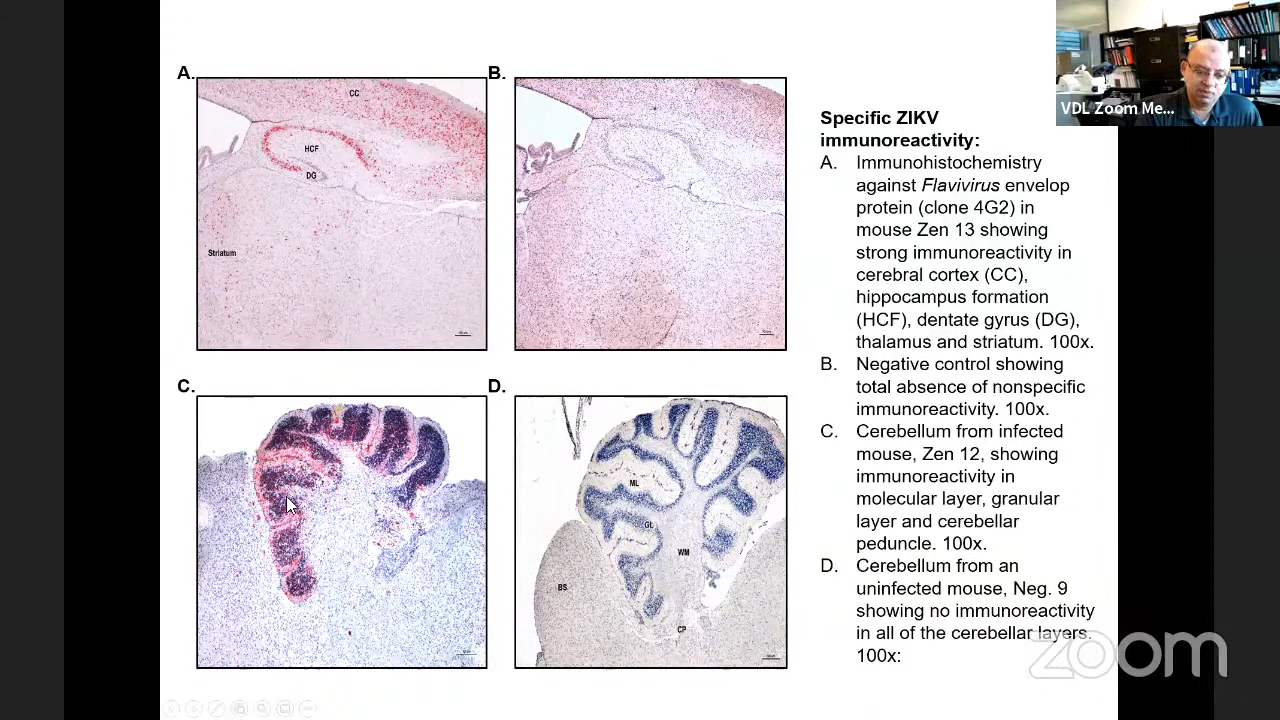 A.
B.
CC
HCF
DG
Striatum
C.
D.
ML
GL
WM
BS
CP
Specific ZIKV
immunoreactivity:
A. Immunohistochemistry
against Flavivirus envelop
protein (clone 4G2) in
mouse Zen 13 showing
strong immunoreactivity in
cerebral cortex (CC),
hippocampus formation
(HCF), dentate gyrus (DG),
thalamus and striatum. 100x.
B. Negative control showing
total absence of nonspecific
immunoreactivity. 100x.
C. Cerebellum from infected
mouse, Zen 12, showing
immunoreactivity in
molecular layer, granular
layer and cerebellar
peduncle. 100x.
D. Cerebellum from an
uninfected mouse, Neg. 9
showing no immunoreactivity
in all of the cerebellar layers.
100x:
VDL Zoom Me...
zoom